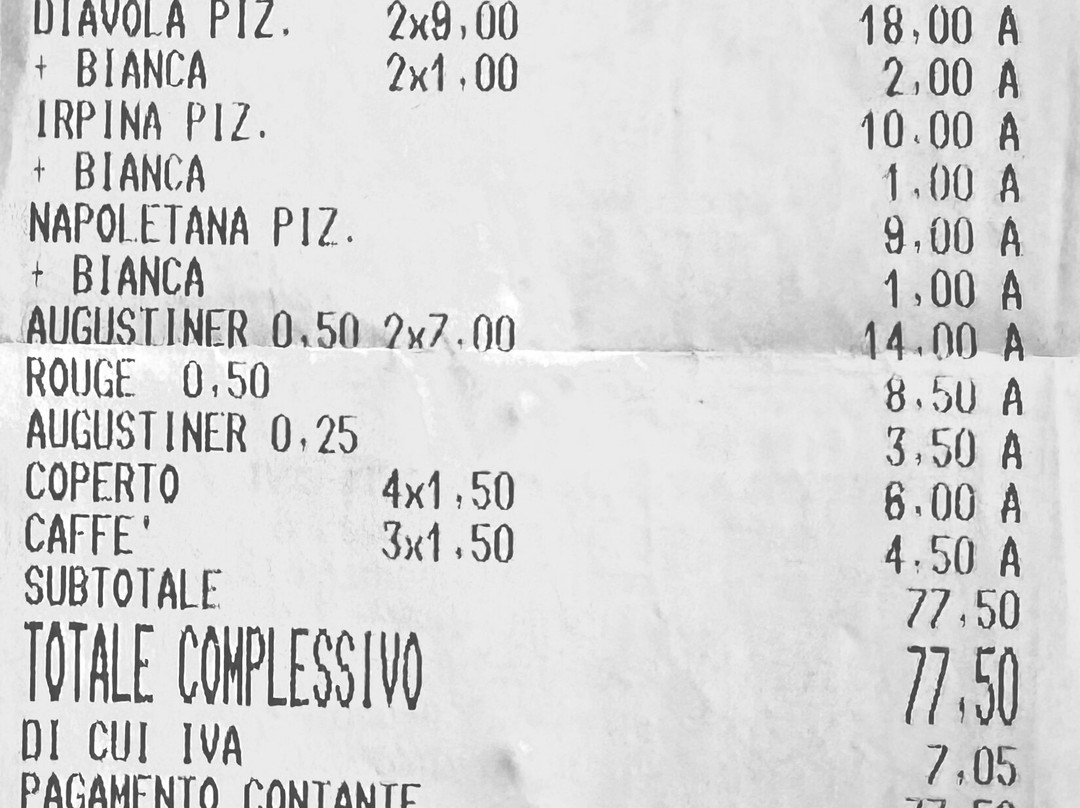 DIAVOLA PIZ. 2x9,00 18,00 A
+ BIANCA 2x1,00 2,00 A
IRPINA PIZ. 10,00 A
+ BIANCA 1,00 A
NAPOLETANA PIZ. 9,00 A
+ BIANCA 1,00 A
AUGUSTINER 0,50 2x7,00 14,00 A
ROUGE 0,50 8,50 A
AUGUSTINER 0,25 3,50 A
COPERTO 4x1,50 6,00 A
CAFFE' 3x1,50 4,50 A
SUBTOTALE 77,50
TOTALE COMPLESSIVO 77,50
DI CUI IVA 7,05
PAGAMENTO CONTANTE